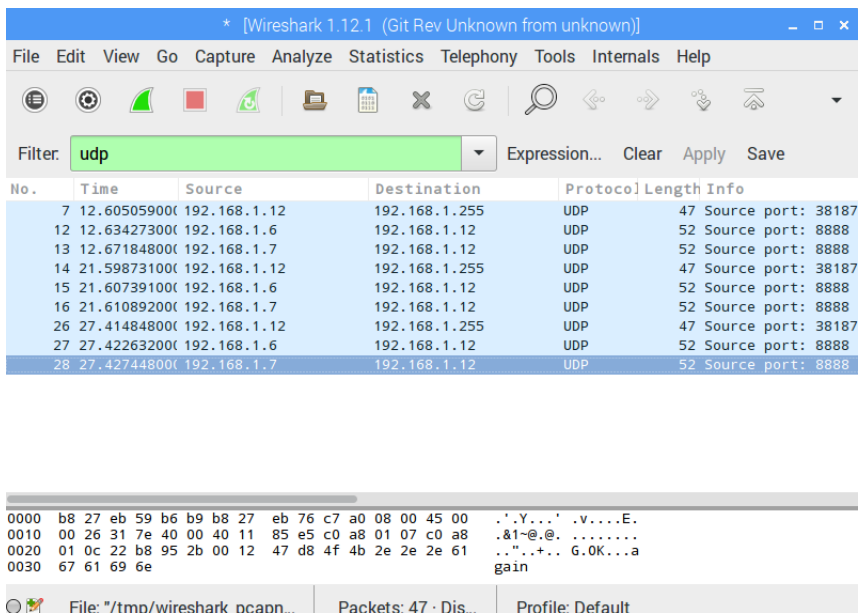 * [Wireshark 1.12.1 (Git Rev Unknown from unknown)]
File Edit View Go Capture Analyze Statistics Telephony Tools Internals Help
Filter: udp Expression... Clear Apply Save
No. Time Source Destination Protocol Length Info
7 12.605059000 192.168.1.12 192.168.1.255 UDP 47 Source port: 38187
12 12.634273000 192.168.1.6 192.168.1.12 UDP 52 Source port: 8888
13 12.671848000 192.168.1.7 192.168.1.12 UDP 52 Source port: 8888
14 21.598731000 192.168.1.12 192.168.1.255 UDP 47 Source port: 38187
15 21.607391000 192.168.1.6 192.168.1.12 UDP 52 Source port: 8888
16 21.610892000 192.168.1.7 192.168.1.12 UDP 52 Source port: 8888
26 27.414848000 192.168.1.12 192.168.1.255 UDP 47 Source port: 38187
27 27.422632000 192.168.1.6 192.168.1.12 UDP 52 Source port: 8888
28 27.427448000 192.168.1.7 192.168.1.12 UDP 52 Source port: 8888
0000 b8 27 eb 59 b6 b9 b8 27 eb 76 c7 a0 08 00 45 00 .'.Y...' .v....E.
0010 00 26 31 7e 40 00 40 11 85 e5 c0 a8 01 07 c0 a8 .&1~@.@. ........
0020 01 0c 22 b8 95 2b 00 12 47 d8 4f 4b 2e 2e 2e 61 .."..+.. G.OK...a
0030 67 61 69 6e gain
File: "/tmp/wireshark_pcapn... Packets: 47 · Dis... Profile: Default